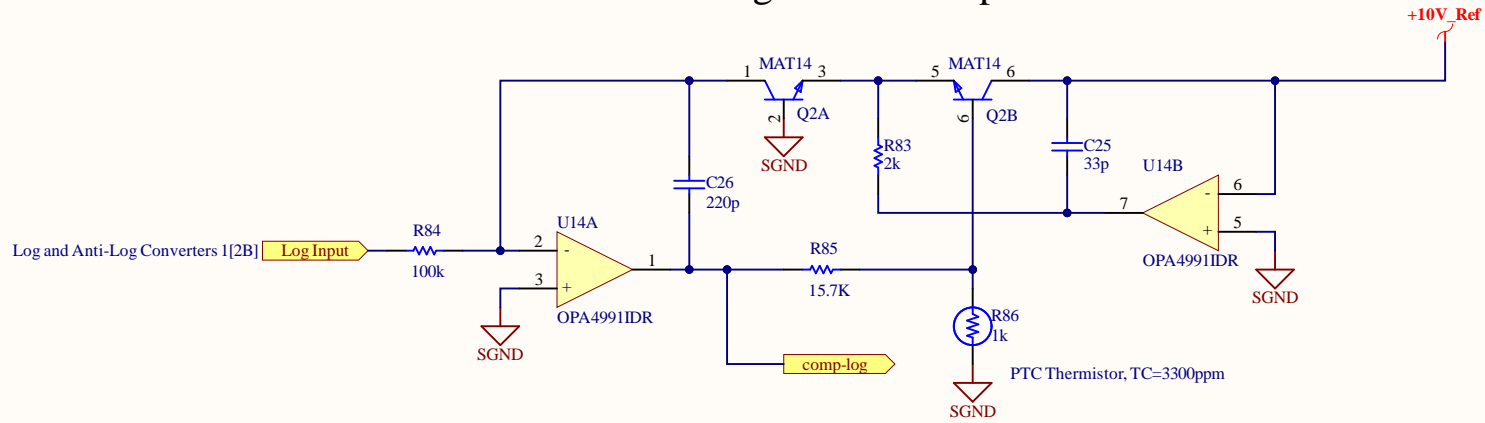 +10V_Ref
MAT14
MAT14
1
3
5
6
Q2A
Q2B
2
6
SGND
R83
2k
C25
33p
U14B
C26
220p
6
-
7
5
+
U14A
R84
Log and Anti-Log Converters 1[2B]
Log Input
2
-
R85
OPA4991IDR
100k
1
3
+
15.7K
SGND
OPA4991IDR
R86
1k
SGND
comp-log
PTC Thermistor, TC=3300ppm
SGND